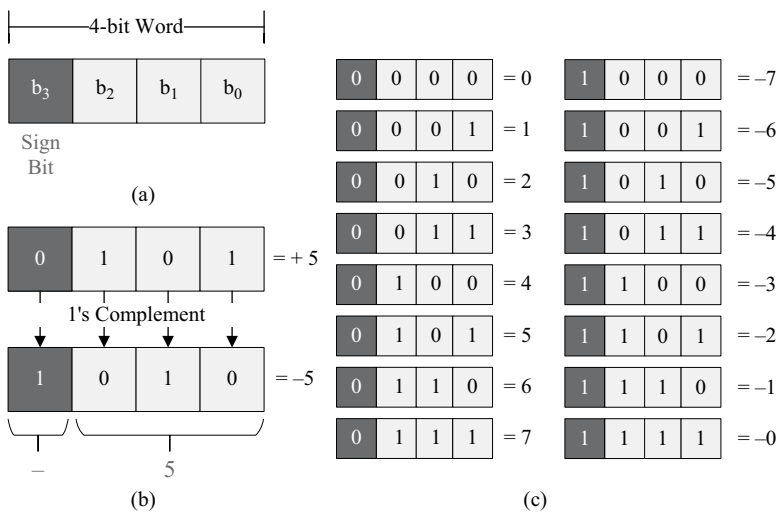 4-bit Word
b3 b2 b1 b0
Sign
Bit
(a)
0 1 0 1 = + 5
1's Complement
1 0 1 0 = –5
– 5
(b)
0 0 0 0 = 0
0 0 0 1 = 1
0 0 1 0 = 2
0 0 1 1 = 3
0 1 0 0 = 4
0 1 0 1 = 5
0 1 1 0 = 6
0 1 1 1 = 7
1 0 0 0 = –7
1 0 0 1 = –6
1 0 1 0 = –5
1 0 1 1 = –4
1 1 0 0 = –3
1 1 0 1 = –2
1 1 1 0 = –1
1 1 1 1 = –0
(c)